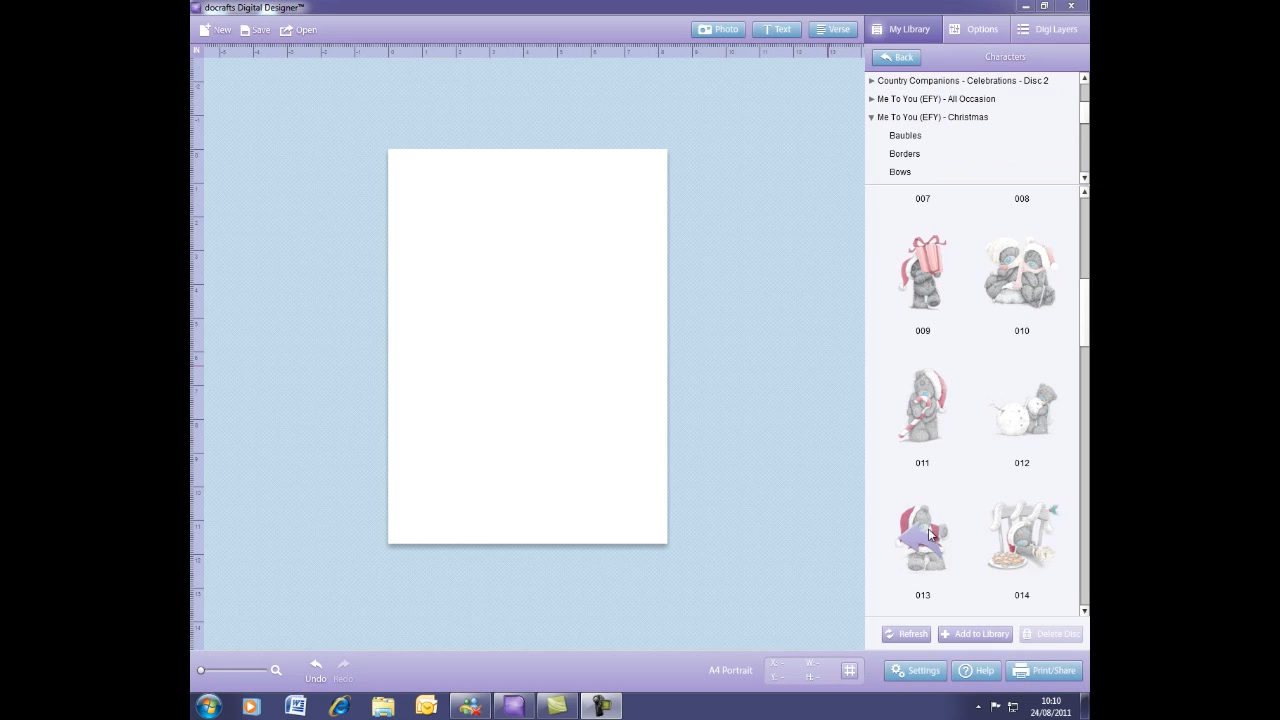 docrafts Digital Designer™
New Save Open Photo Text Verse My Library Options Digi Layers
IN
Back Characters
Country Companions - Celebrations - Disc 2
Me To You (EFY) - All Occasion
Me To You (EFY) - Christmas
Baubles
Borders
Bows
007 008
009 010
011 012
013 014
Refresh Add to Library Delete Disc
Undo Redo A4 Portrait X: - W: -
Y: - H: -
Settings Help Print/Share
10:10
24/08/2011